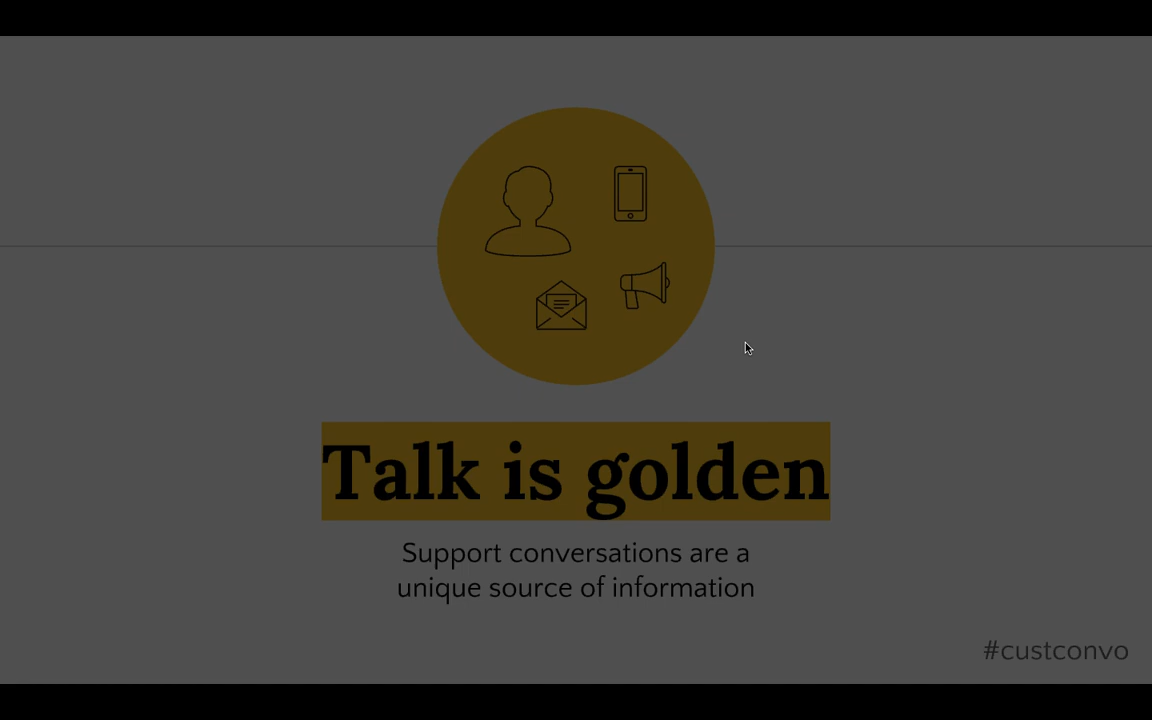 Talk is golden
Support conversations are a
unique source of information
#custconvo